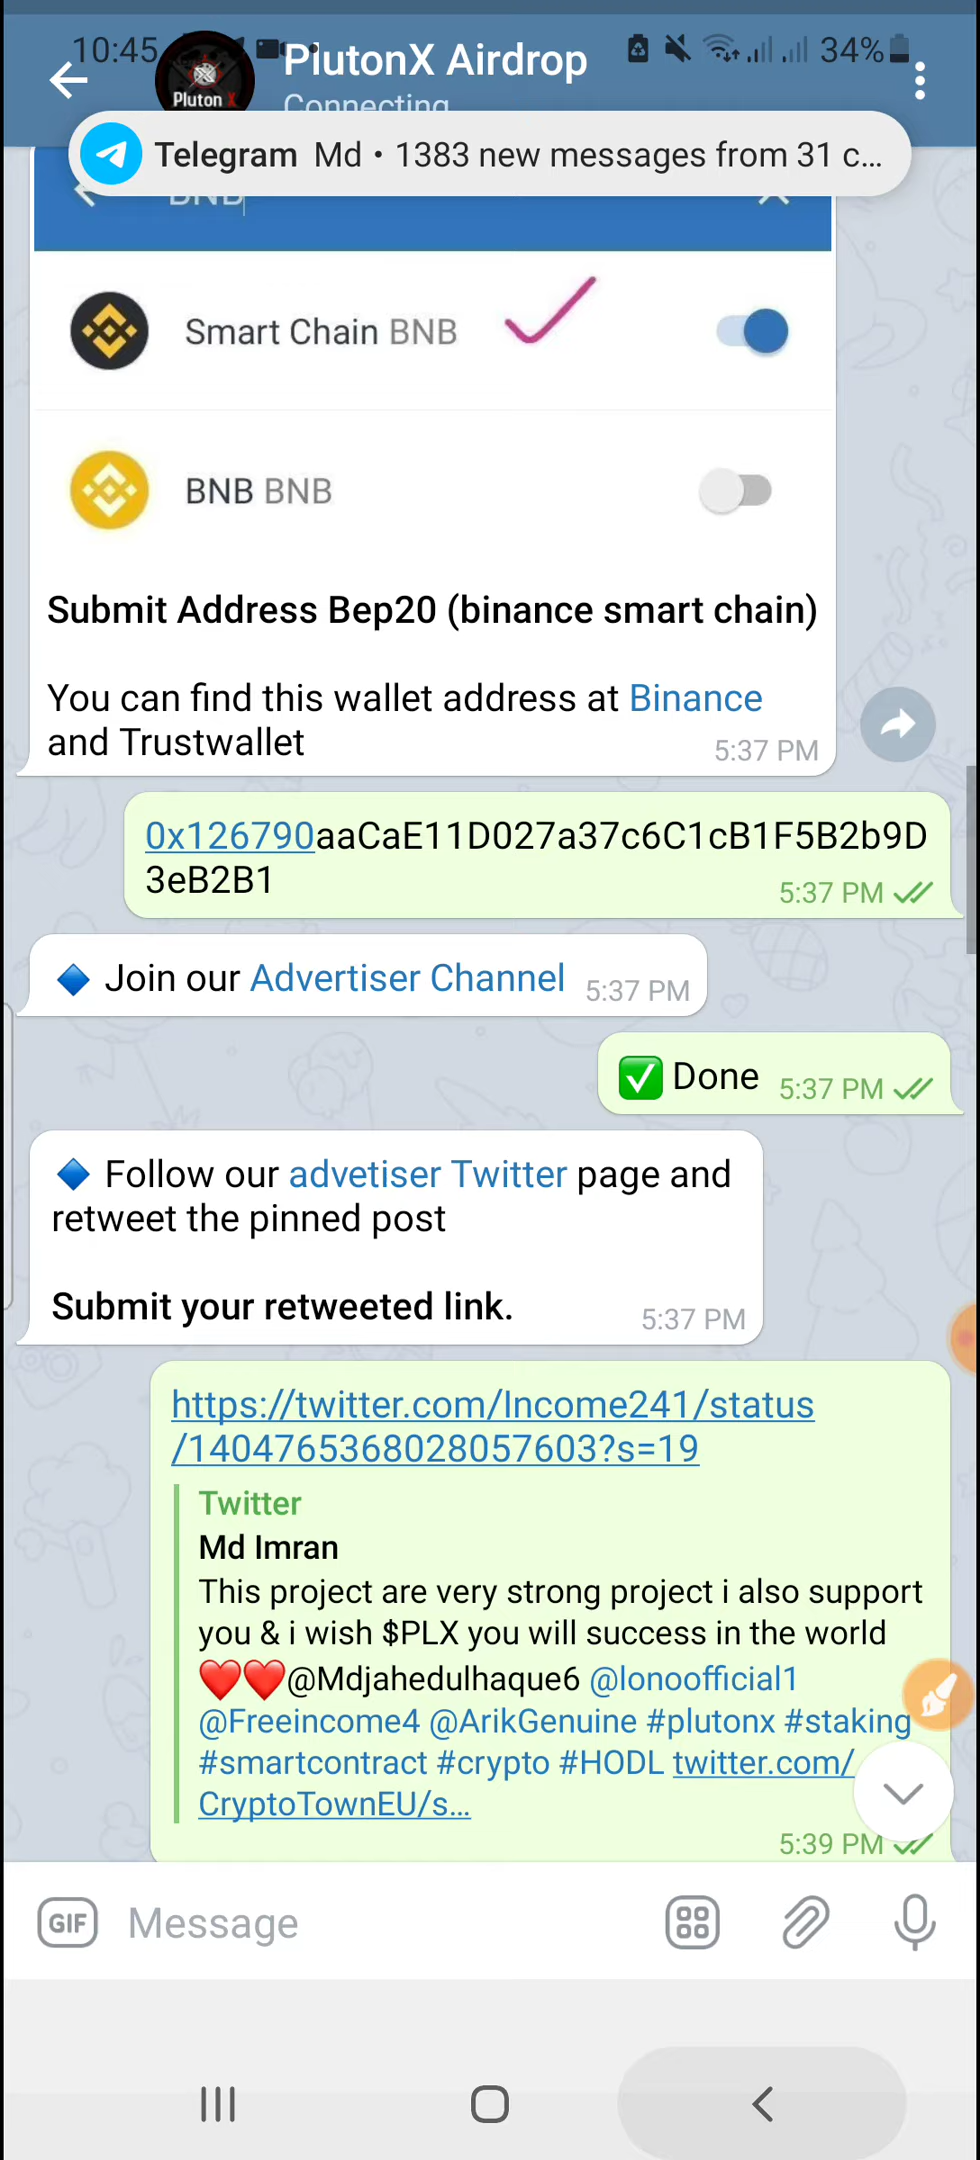 10:45
PlutonX Airdrop
34%
Pluton X
Connecting
Telegram Md • 1383 new messages from 31 c...
BNB
Smart Chain BNB
BNB BNB
Submit Address Bep20 (binance smart chain)
You can find this wallet address at Binance
and Trustwallet
5:37 PM
0x126790aaCaE11D027a37c6C1cB1F5B2b9D
3eB2B1
5:37 PM
🔷 Join our Advertiser Channel 5:37 PM
✅ Done 5:37 PM
🔷 Follow our advetiser Twitter page and
retweet the pinned post
Submit your retweeted link.
5:37 PM
https://twitter.com/Income241/status
/1404765368028057603?s=19
Twitter
Md Imran
This project are very strong project i also support
you & i wish $PLX you will success in the world
❤️❤️@Mdjahedulhaque6 @lonoofficial1
@Freeincome4 @ArikGenuine #plutonx #staking
#smartcontract #crypto #HODL twitter.com/
CryptoTownEU/s...
5:39 PM
GIF Message